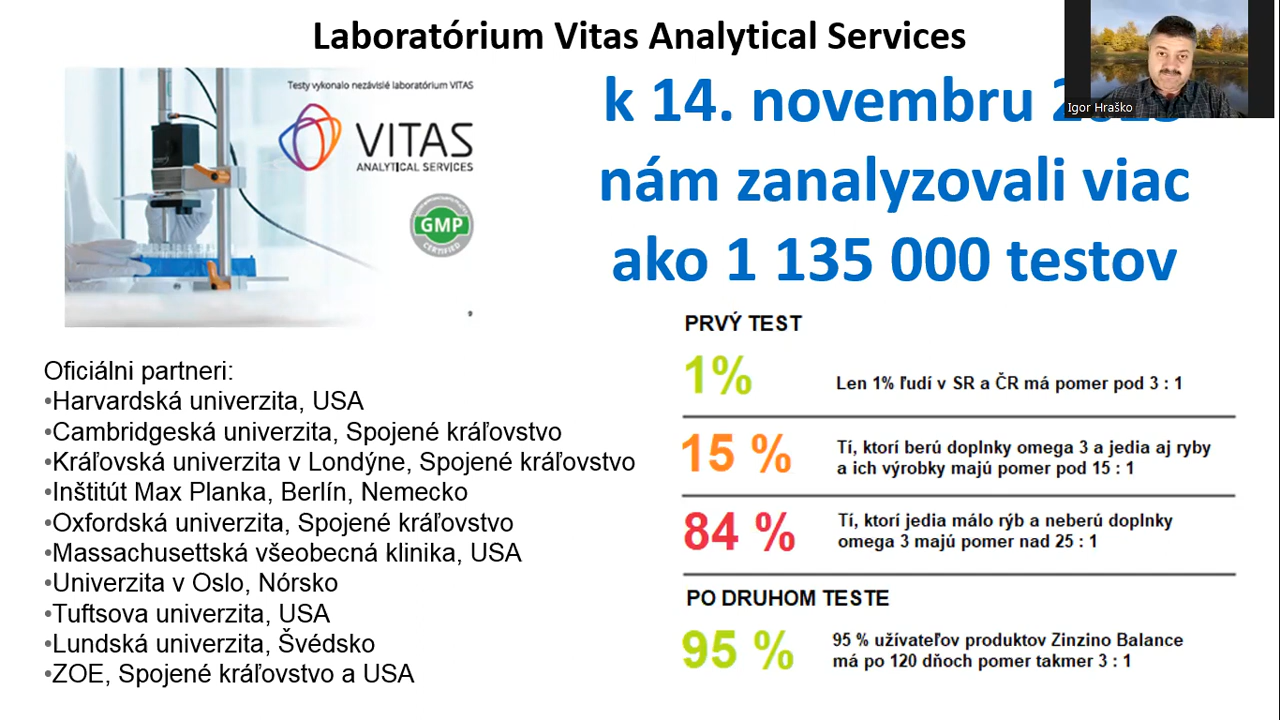 Laboratórium Vitas Analytical Services
Igor Hraško
Testy vykonalo nezávislé laboratórium VITAS
VITAS
ANALYTICAL SERVICES
GMP
CERTIFIED
k 14. novembru
nám zanalyzovali viac
ako 1 135 000 testov
Oficiálni partneri:
•Harvardská univerzita, USA
•Cambridgeská univerzita, Spojené kráľovstvo
•Kráľovská univerzita v Londýne, Spojené kráľovstvo
•Inštitút Max Planka, Berlín, Nemecko
•Oxfordská univerzita, Spojené kráľovstvo
•Massachusettská všeobecná klinika, USA
•Univerzita v Oslo, Nórsko
•Tuftsova univerzita, USA
•Lundská univerzita, Švédsko
•ZOE, Spojené kráľovstvo a USA
PRVÝ TEST
1%
Len 1% ľudí v SR a ČR má pomer pod 3 : 1
15 %
Tí, ktorí berú doplnky omega 3 a jedia aj ryby
a ich výrobky majú pomer pod 15 : 1
84 %
Tí, ktorí jedia málo rýb a neberú doplnky
omega 3 majú pomer nad 25 : 1
PO DRUHOM TESTE
95 %
95 % užívateľov produktov Zinzino Balance
má po 120 dňoch pomer takmer 3 : 1